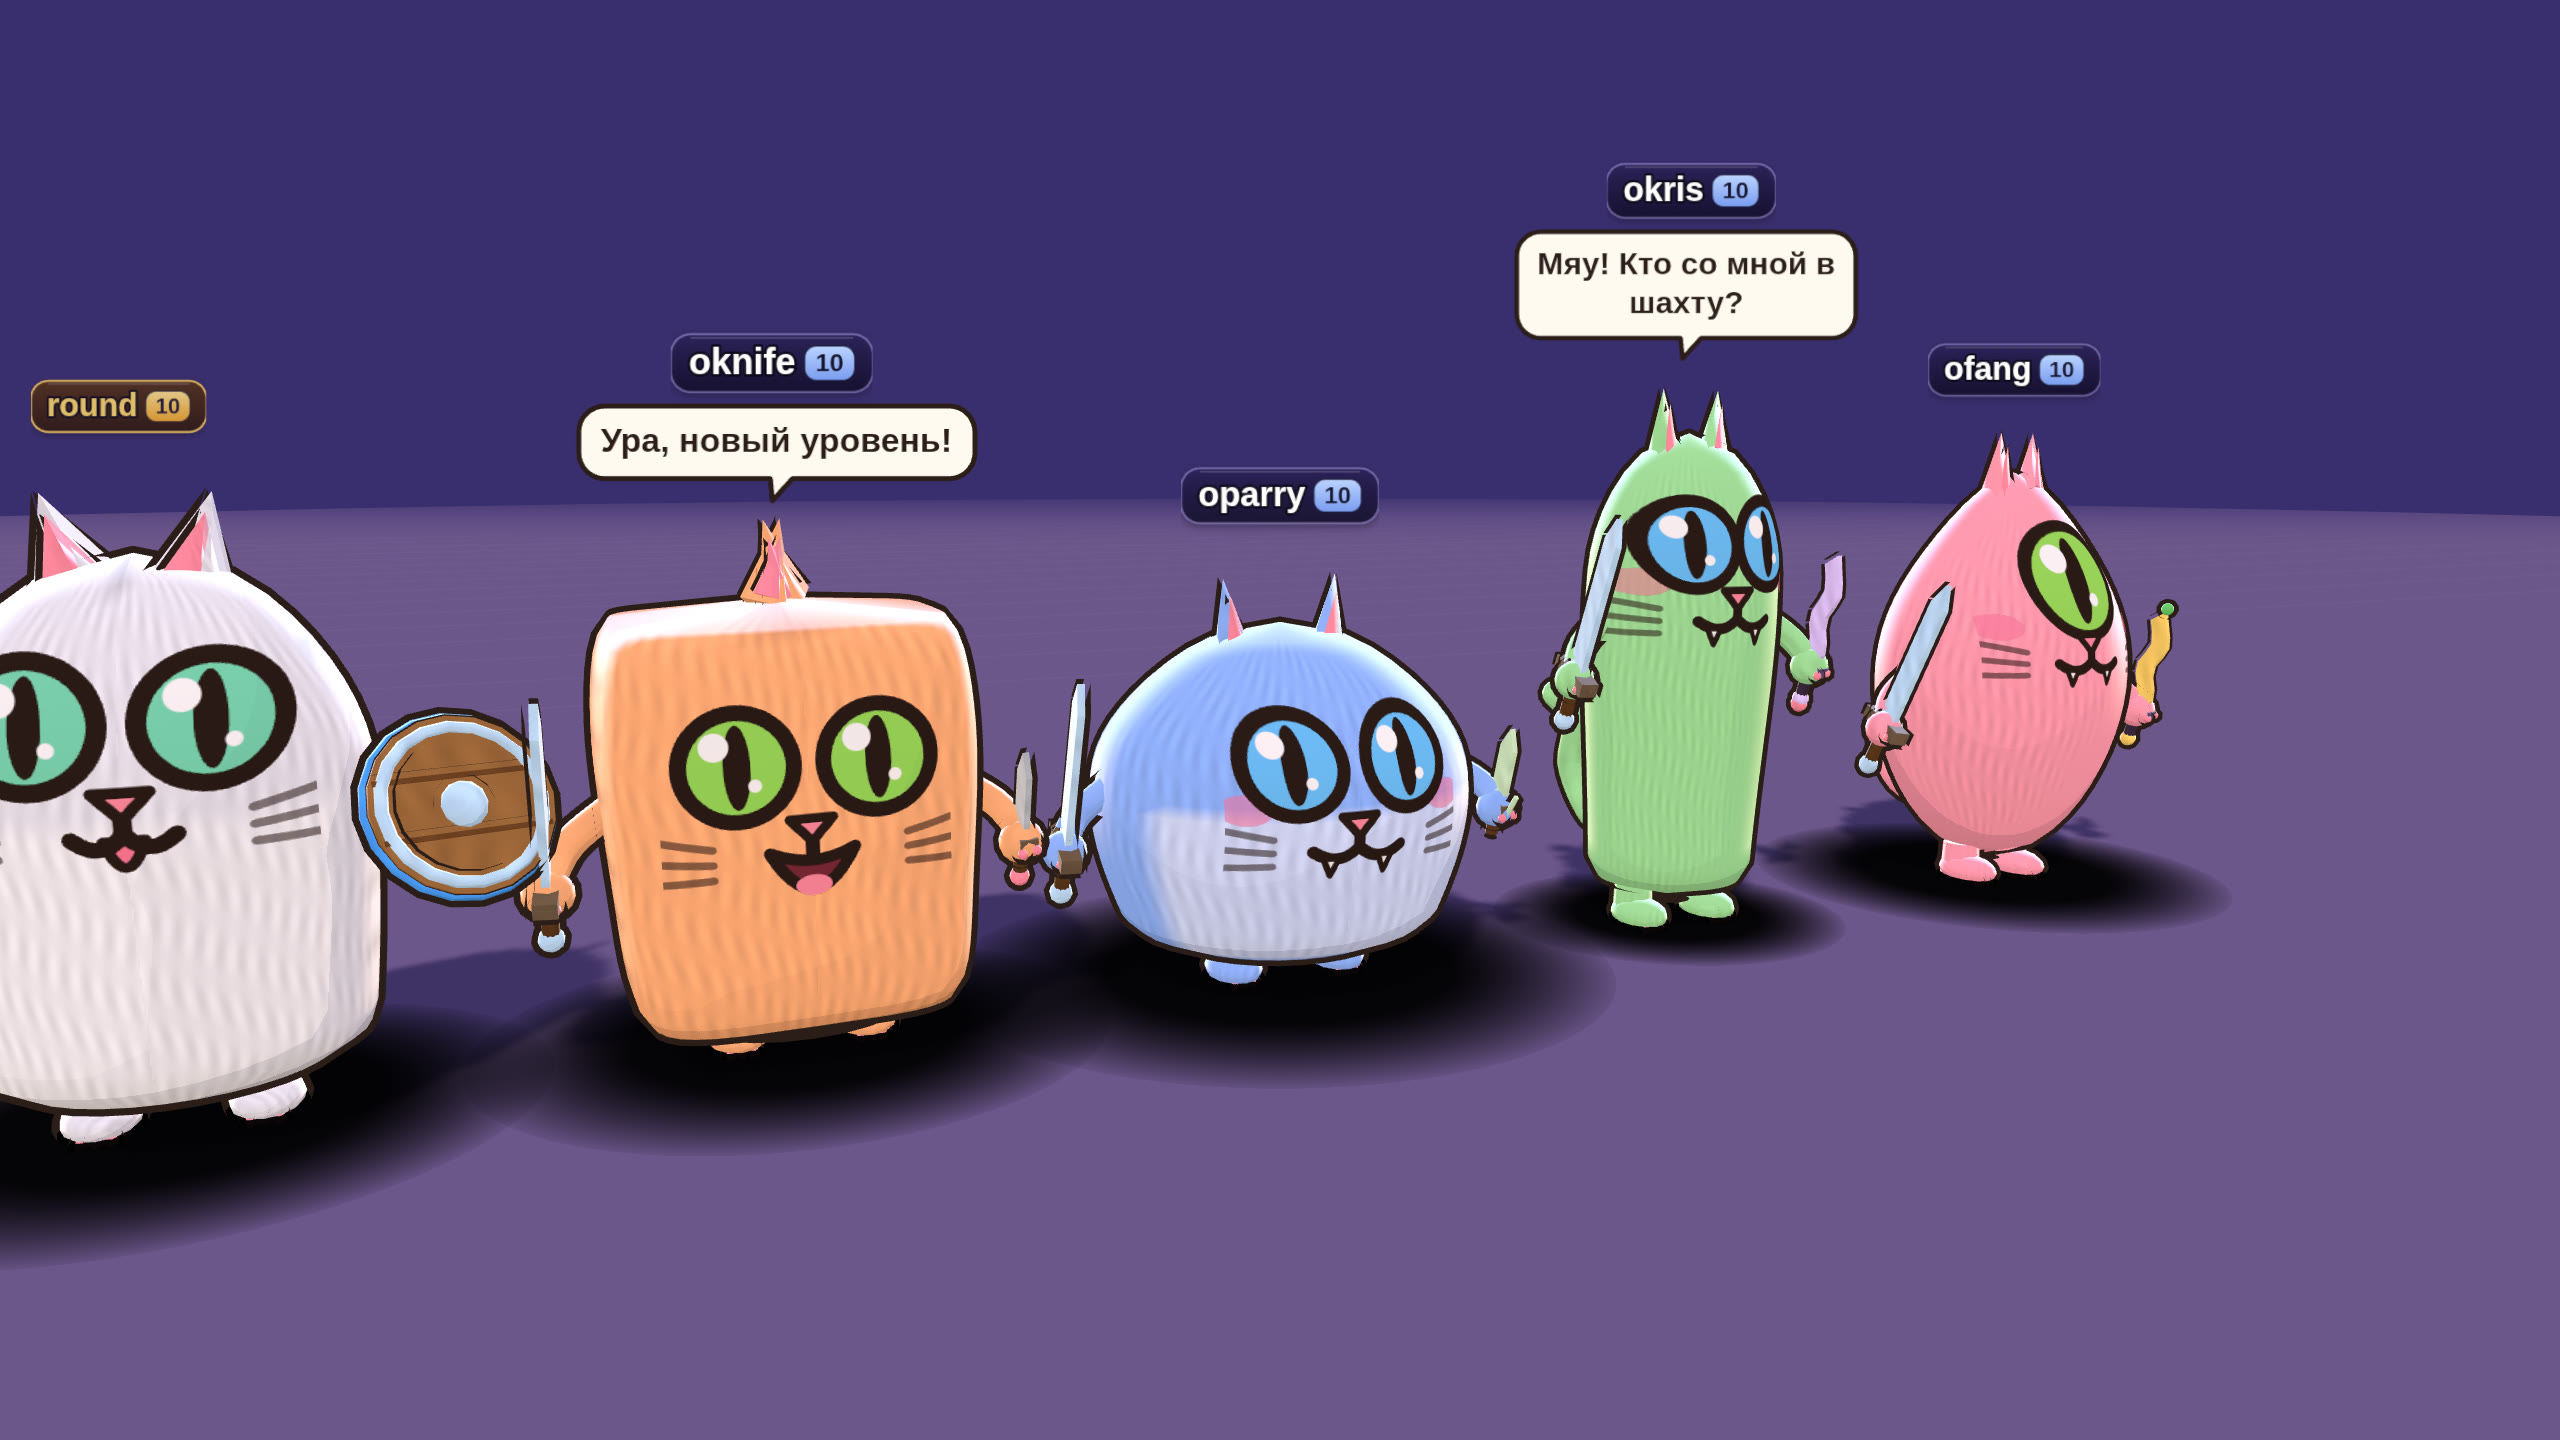 round 10
oknife 10
Ура, новый уровень!
oparry 10
okris 10
Мяу! Кто со мной в
шахту?
ofang 10